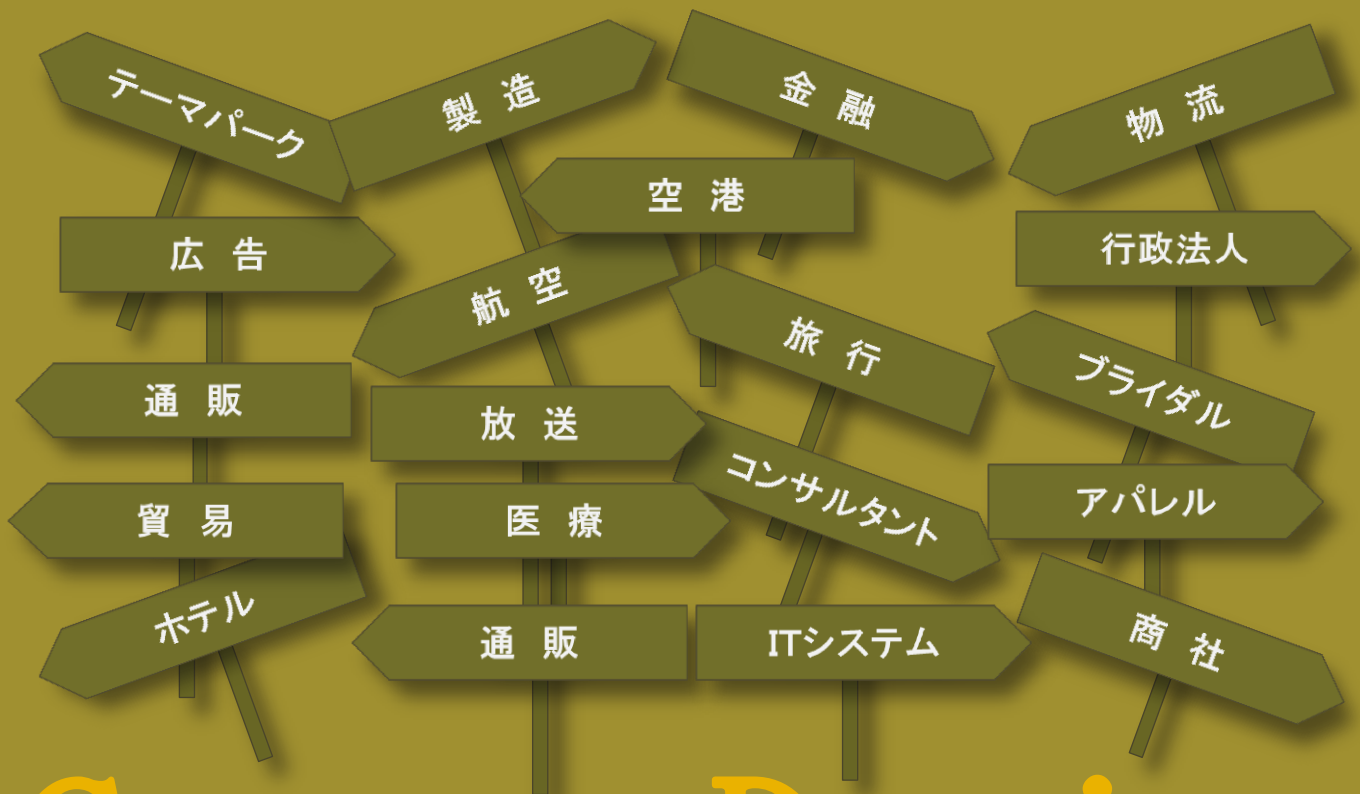 テーマパーク
製 造
金 融
物 流
空 港
広 告
行政法人
航 空
旅 行
ブライダル
通 販
放 送
コンサルタント
アパレル
貿 易
医 療
ホテル
通 販
ITシステム
商 社